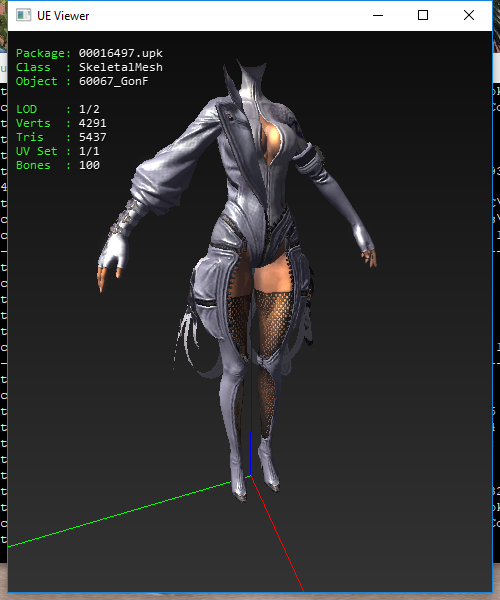 UE Viewer
Package: 00016497.upk
Class : SkeletalMesh
Object : 60067_GonF
LOD : 1/2
Verts : 4291
Tris : 5437
UV Set : 1/1
Bones : 100